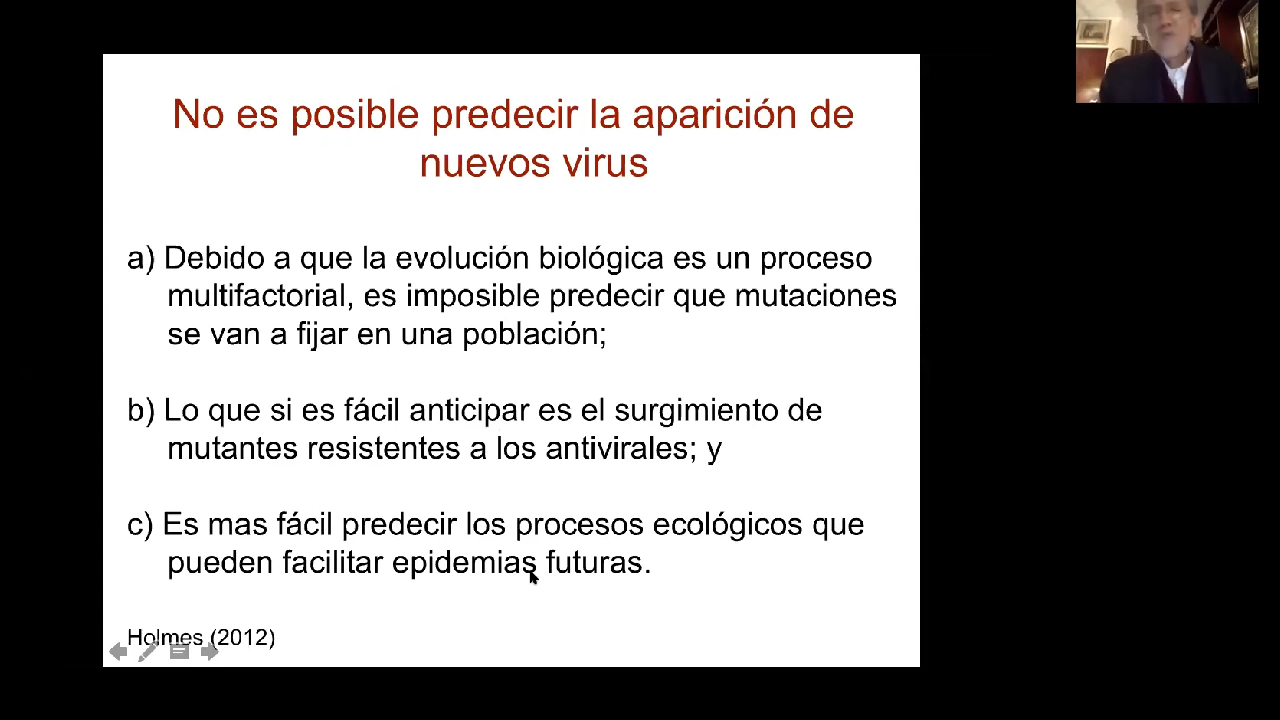 No es posible predecir la aparición de
nuevos virus
a) Debido a que la evolución biológica es un proceso
multifactorial, es imposible predecir que mutaciones
se van a fijar en una población;
b) Lo que si es fácil anticipar es el surgimiento de
mutantes resistentes a los antivirales; y
c) Es mas fácil predecir los procesos ecológicos que
pueden facilitar epidemias futuras.
Holmes (2012)